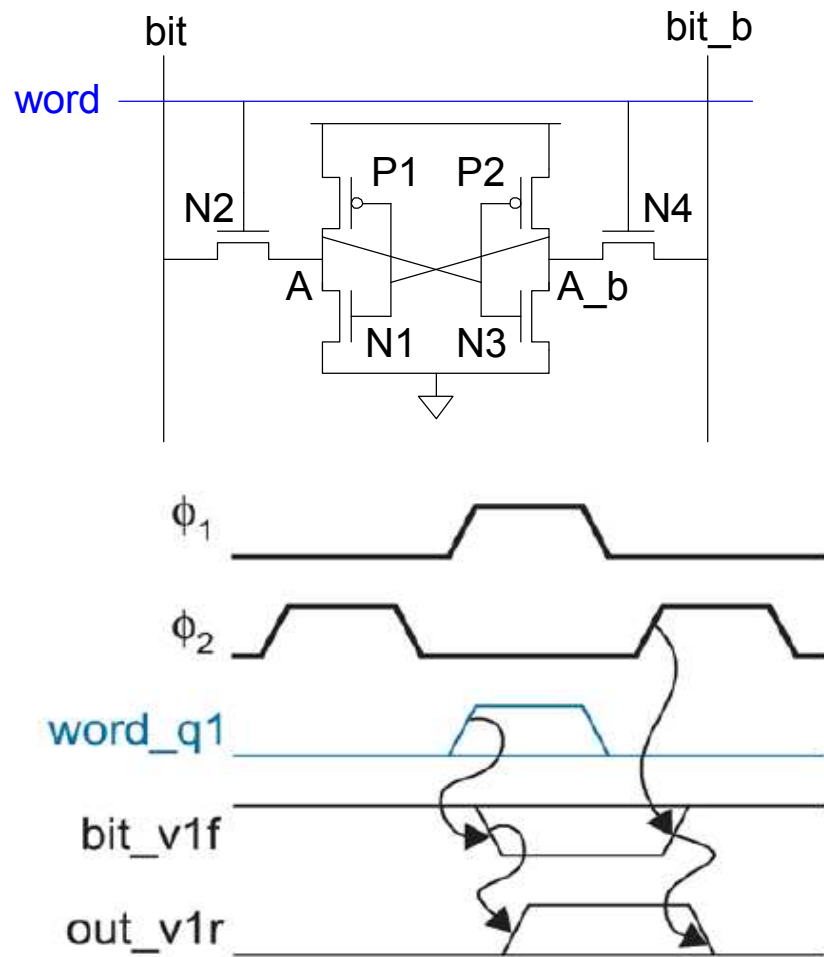 bit bit_b
word
P1 P2
N2 N4
A A_b
N1 N3
ϕ₁
ϕ₂
word_q1
bit_v1f
out_v1r